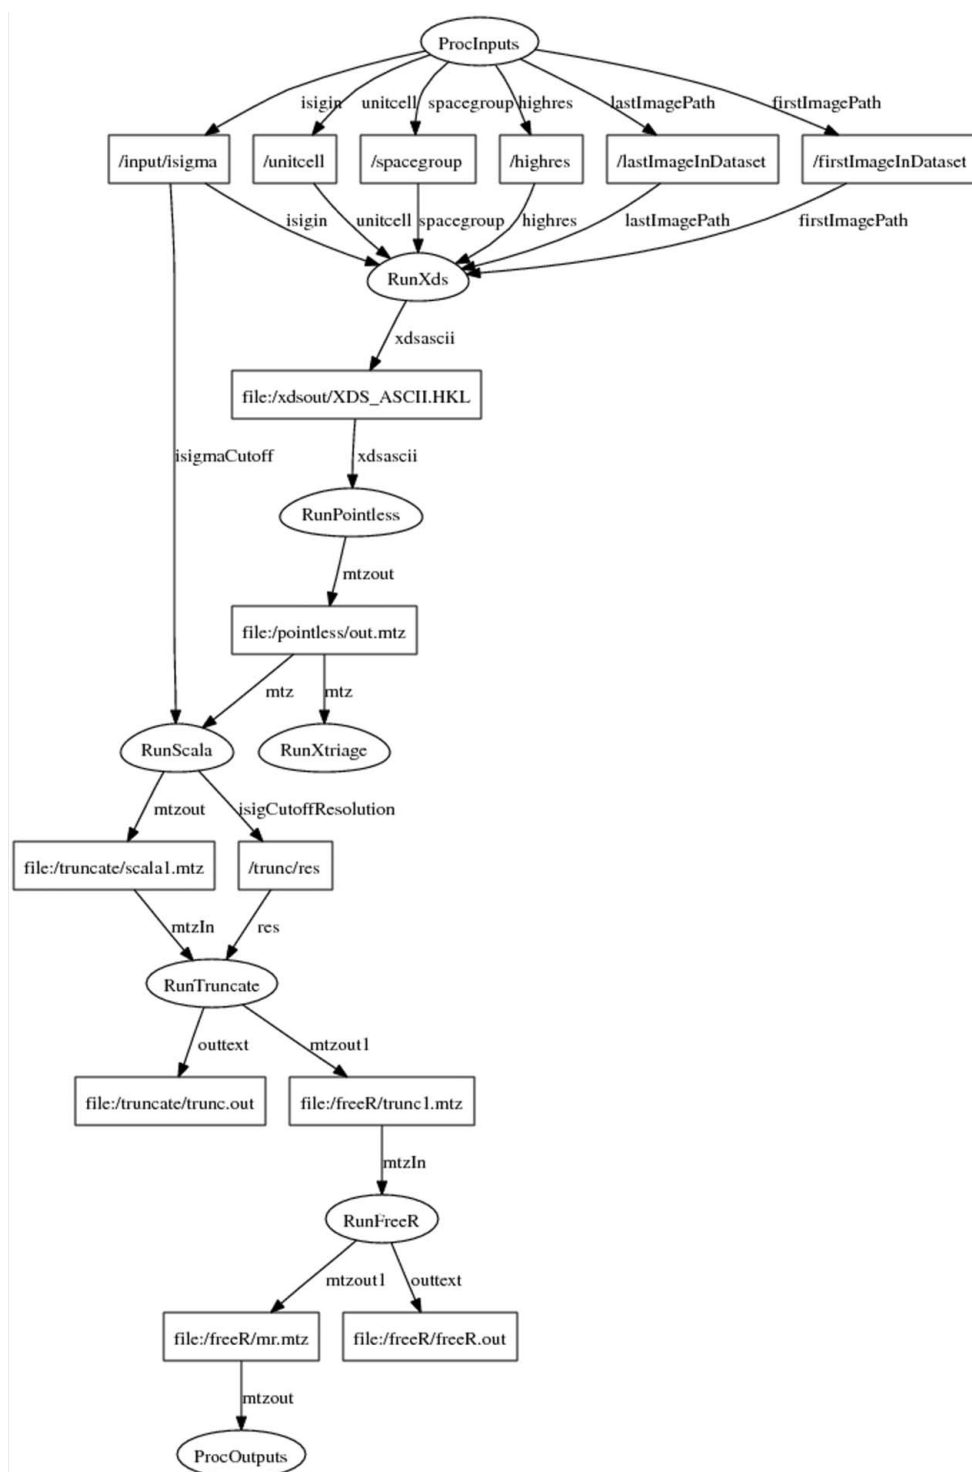 ProcInputs
isigin unitcell spacegroup highres lastImagePath firstImagePath
/input/isigma /unitcell /spacegroup /highres /lastImageInDataset /firstImageInDataset
isigin unitcell spacegroup highres lastImagePath firstImagePath
RunXds
xdsascii
file:/xdsout/XDS_ASCII.HKL
isigmaCutoff xdsascii
RunPointless
mtzout
file:/pointless/out.mtz
mtz mtz
RunScala RunXtriage
mtzout isigCutoffResolution
file:/truncate/scala1.mtz /trunc/res
mtzIn res
RunTruncate
outtext mtzout1
file:/truncate/trunc.out file:/freeR/trunc1.mtz
mtzIn
RunFreeR
mtzout1 outtext
file:/freeR/mr.mtz file:/freeR/freeR.out
mtzout
ProcOutputs